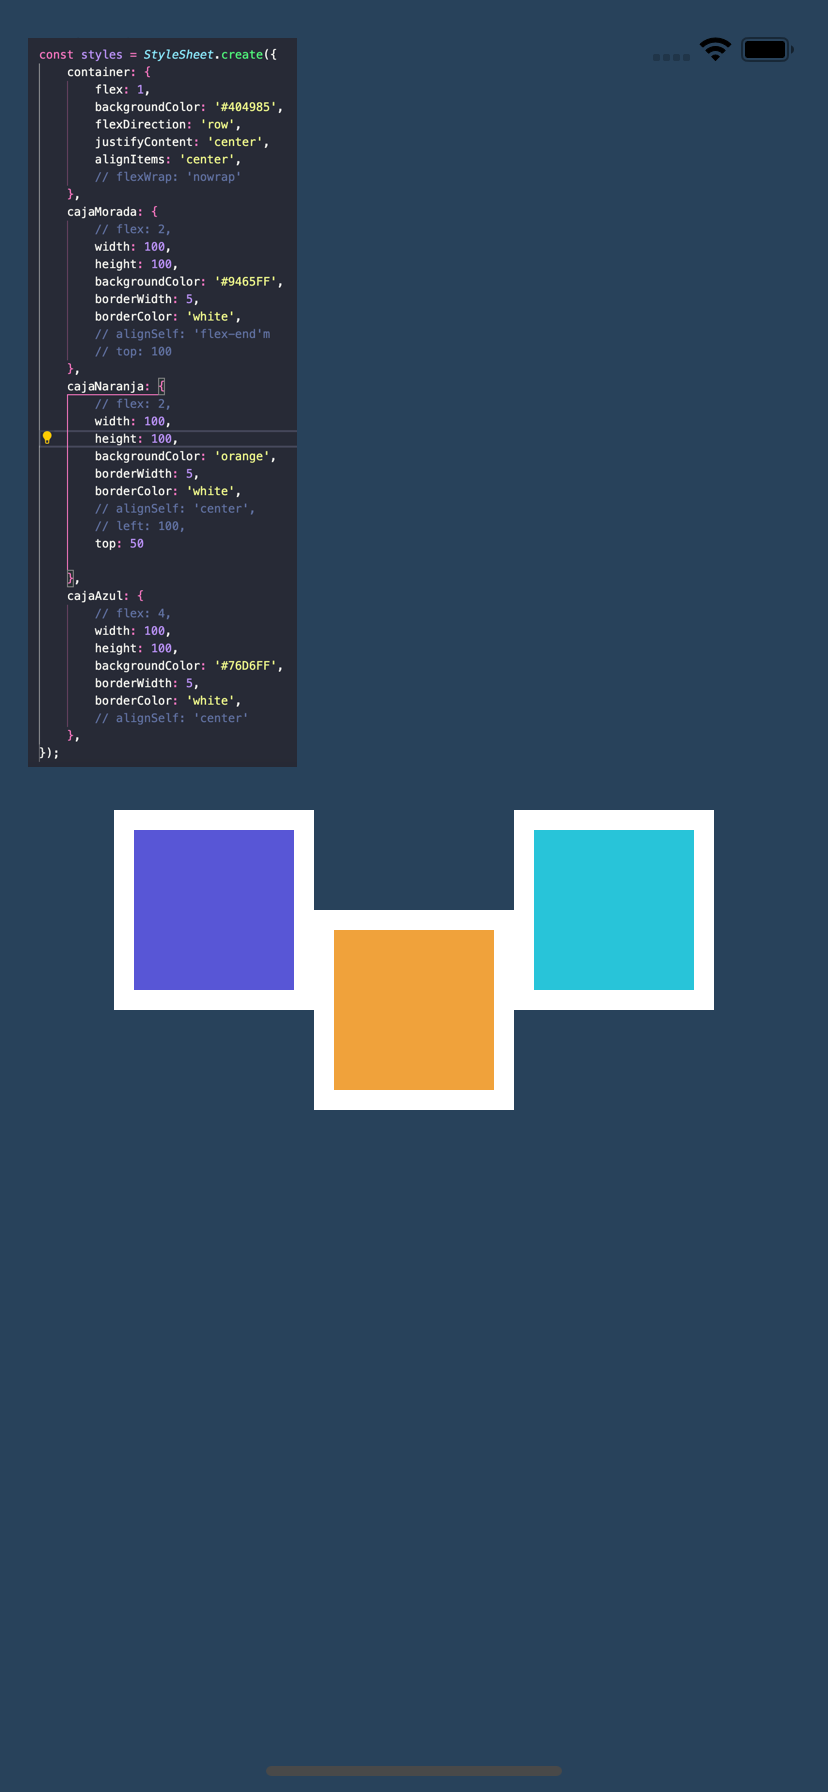 const styles = StyleSheet.create({
    container: {
        flex: 1,
        backgroundColor: '#404985',
        flexDirection: 'row',
        justifyContent: 'center',
        alignItems: 'center',
        // flexWrap: 'nowrap'
    },
    cajaMorada: {
        // flex: 2,
        width: 100,
        height: 100,
        backgroundColor: '#9465FF',
        borderWidth: 5,
        borderColor: 'white',
        // alignSelf: 'flex-end'm
        // top: 100
    },
    cajaNaranja: {
        // flex: 2,
        width: 100,
        height: 100,
        backgroundColor: 'orange',
        borderWidth: 5,
        borderColor: 'white',
        // alignSelf: 'center',
        // left: 100,
        top: 50
    },
    cajaAzul: {
        // flex: 4,
        width: 100,
        height: 100,
        backgroundColor: '#76D6FF',
        borderWidth: 5,
        borderColor: 'white',
        // alignSelf: 'center'
    },
});